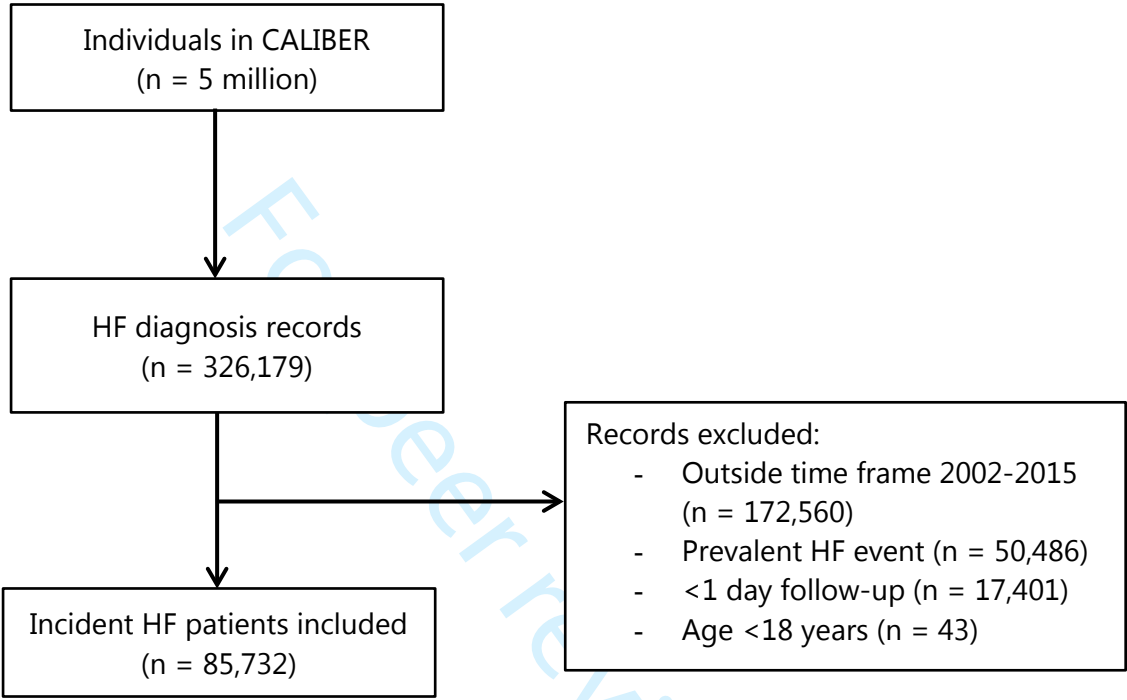 Individuals in CALIBER
(n = 5 million)
HF diagnosis records
(n = 326,179)
Records excluded:
- Outside time frame 2002-2015
(n = 172,560)
- Prevalent HF event (n = 50,486)
- <1 day follow-up (n = 17,401)
- Age <18 years (n = 43)
Incident HF patients included
(n = 85,732)